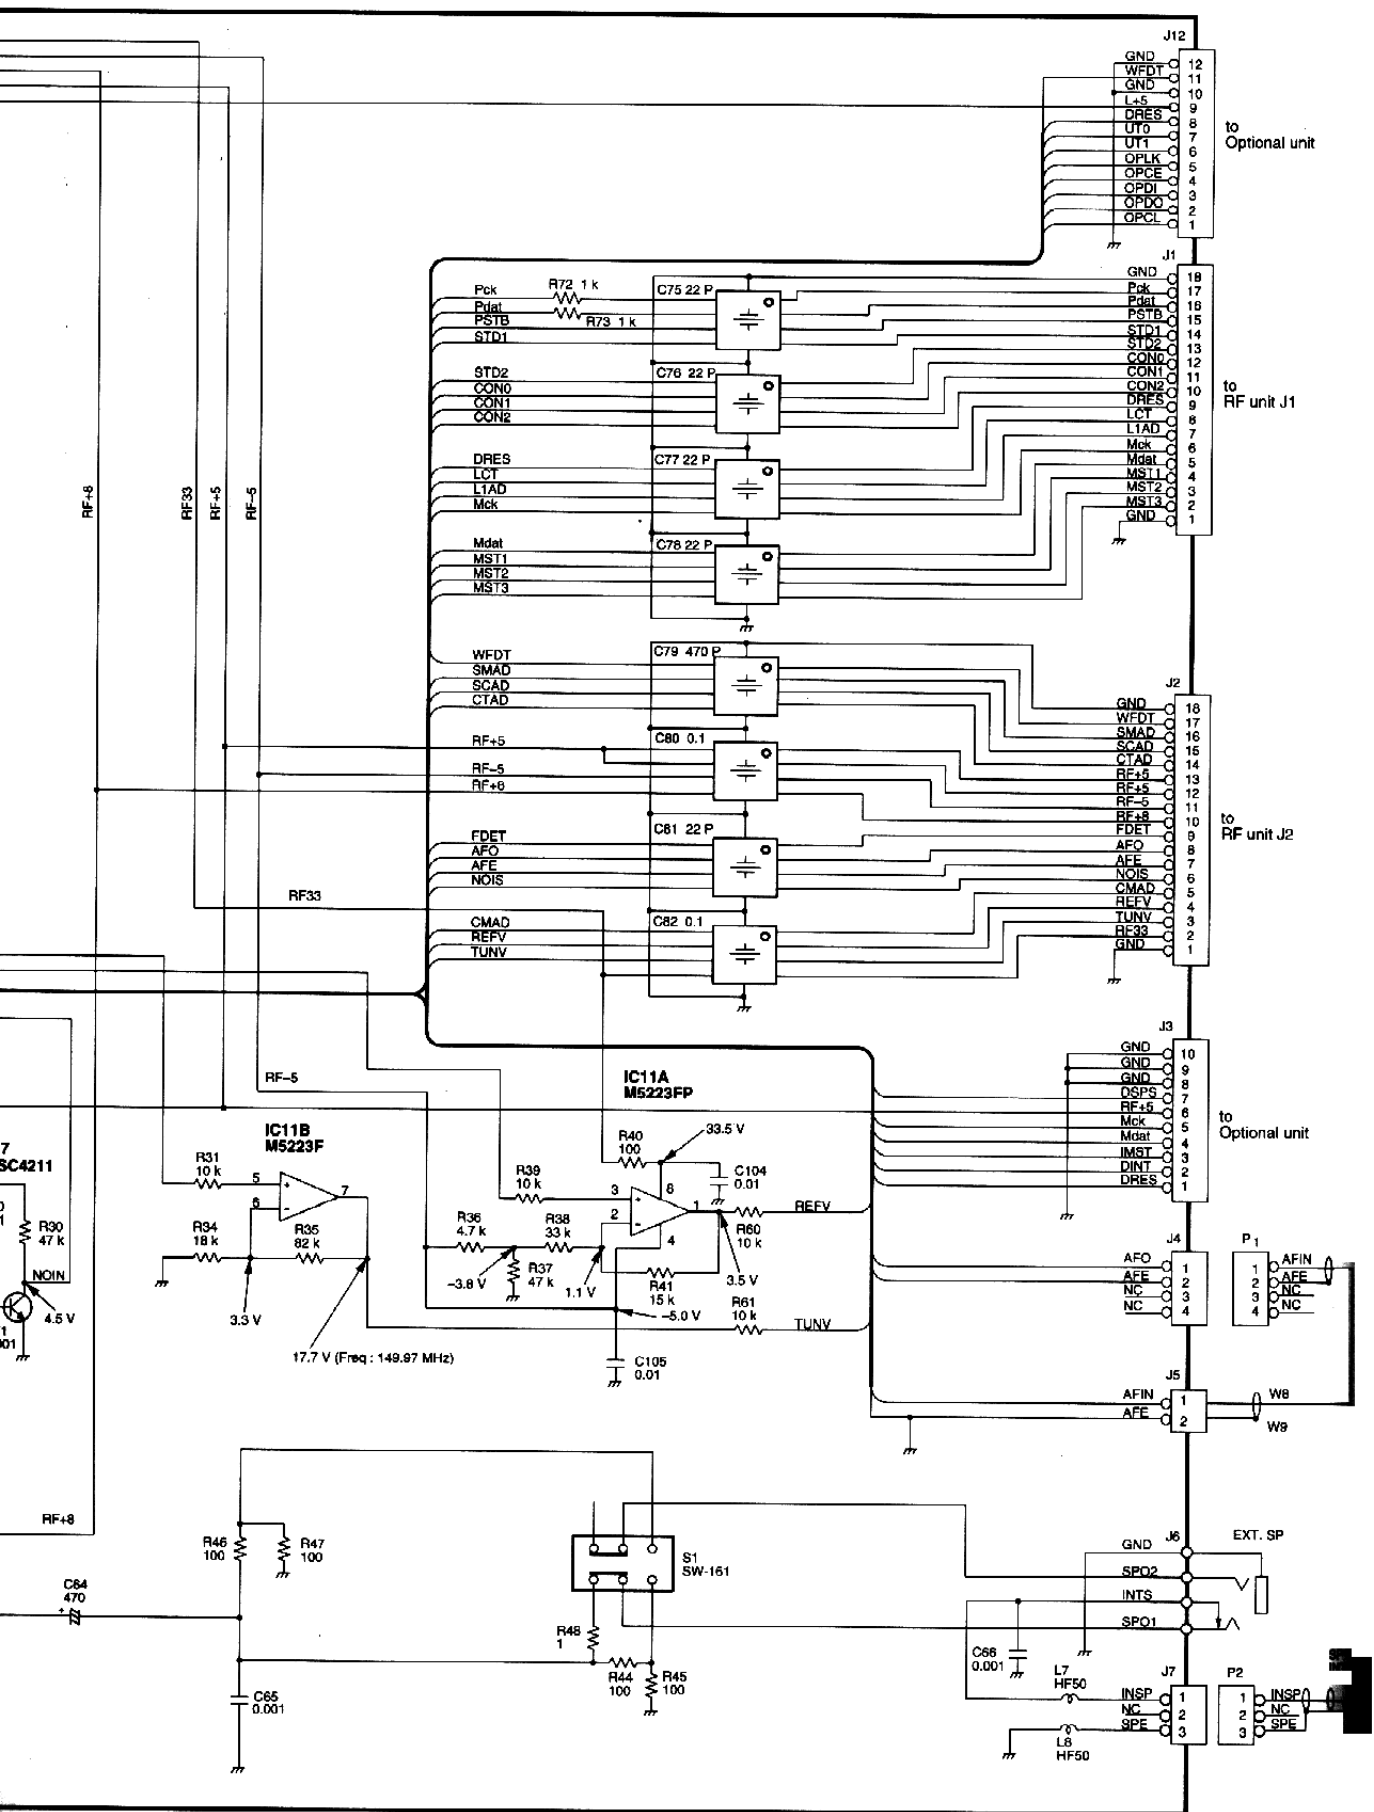 J12
GND 12
WFDT 11
GND 10
L+5 9
DRES 8
UT0 7
UT1 6
OPLK 5
OPCE 4
OPDI 3
OPDO 2
OPCL 1
to
Optional unit
J1
GND 18
Pck 17
Pdat 16
PSTB 15
STD1 14
STD2 13
CON0 12
CON1 11
CON2 10
DRES 9
LCT 8
L1AD 7
Mck 6
Mdat 5
MST1 4
MST2 3
MST3 2
GND 1
to
RF unit J1
Pck
R72 1 k
Pdat
R73 1 k
PSTB
STD1
C75 22 P
STD2
CON0
CON1
CON2
C76 22 P
DRES
LCT
L1AD
Mck
C77 22 P
Mdat
MST1
MST2
MST3
C78 22 P
RF+8
RF33
RF+5
RF–5
WFDT
SMAD
SCAD
CTAD
C79 470 P
RF+5
RF–5
RF+8
C80 0.1
FDET
AFO
AFE
NOIS
C81 22 P
RF33
CMAD
REFV
TUNV
C82 0.1
J2
GND 18
WFDT 17
SMAD 16
SCAD 15
CTAD 14
RF+5 13
RF+5 12
RF–5 11
RF+8 10
FDET 9
AFO 8
AFE 7
NOIS 6
CMAD 5
REFV 4
TUNV 3
RF33 2
GND 1
to
RF unit J2
J3
GND 10
GND 9
GND 8
DSPS 7
RF+5 6
Mck 5
Mdat 4
IMST 3
DINT 2
DRES 1
to
Optional unit
RF–5
IC11A
M5223FP
IC11B
M5223F
7
SC4211
R31
10 k
5
6
7
R34
18 k
R35
82 k
R30
47 k
NOIN
4.5 V
3.3 V
17.7 V (Freq : 149.97 MHz)
R40
100
33.5 V
C104
0.01
R39
10 k
3
2
8
1
4
R36
4.7 k
R38
33 k
R37
47 k
–3.8 V
1.1 V
R41
15 k
R60
10 k
REFV
3.5 V
–5.0 V
R61
10 k
TUNV
C105
0.01
J4
AFO 1
AFE 2
NC 3
NC 4
P1
1 AFIN
2 AFE
3 NC
4 NC
J5
AFIN 1
AFE 2
W8
W9
RF+8
R46
100
R47
100
C64
470
C65
0.001
S1
SW-161
R48
1
R44
100
R45
100
J6
EXT. SP
GND
SPO2
INTS
SPO1
C66
0.001
L7
HF50
L8
HF50
J7
INSP 1
NC 2
SPE 3
P2
1 INSP
2 NC
3 SPE